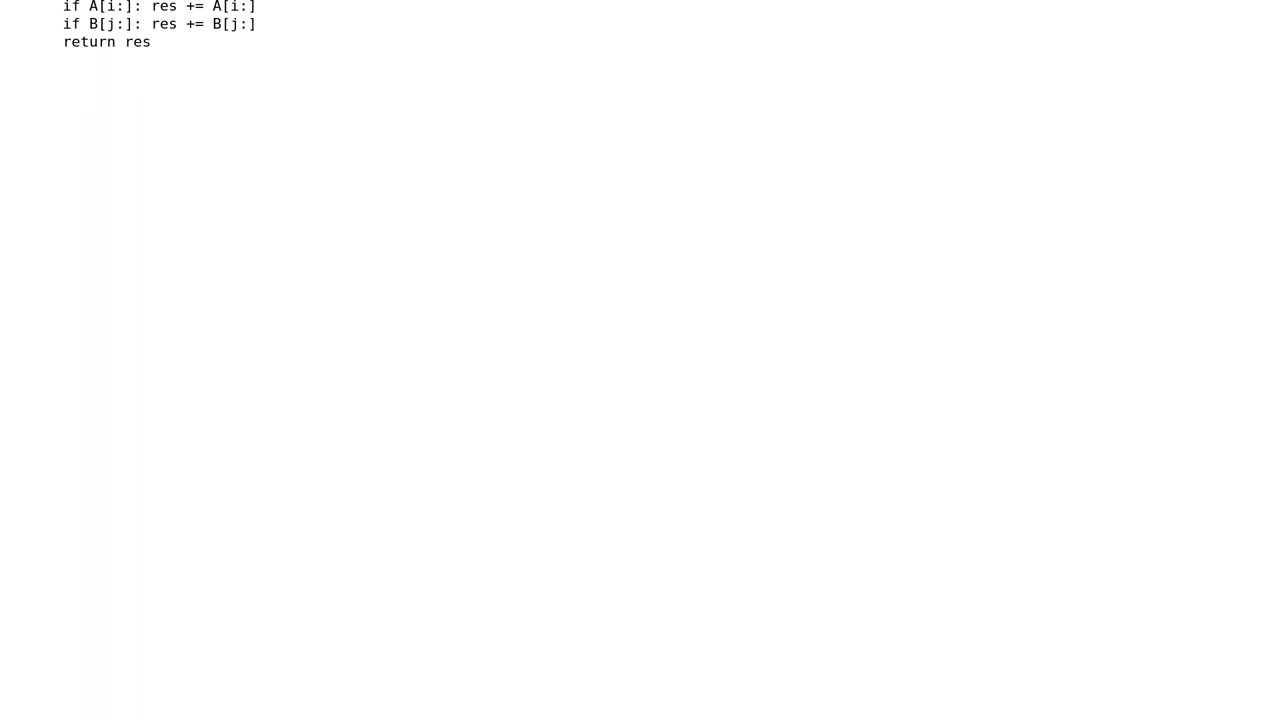 if A[i:]: res += A[i:]
if B[j:]: res += B[j:]
return res